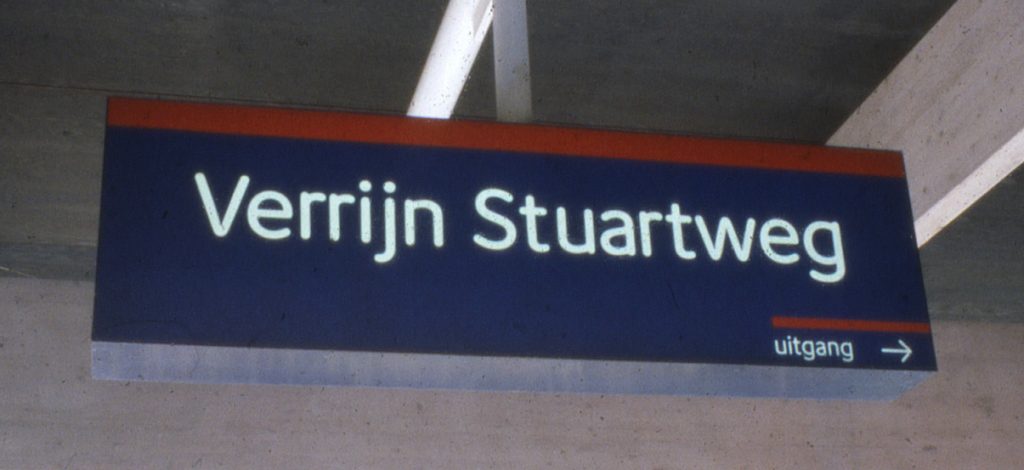 Verrijn Stuartweg
uitgang →